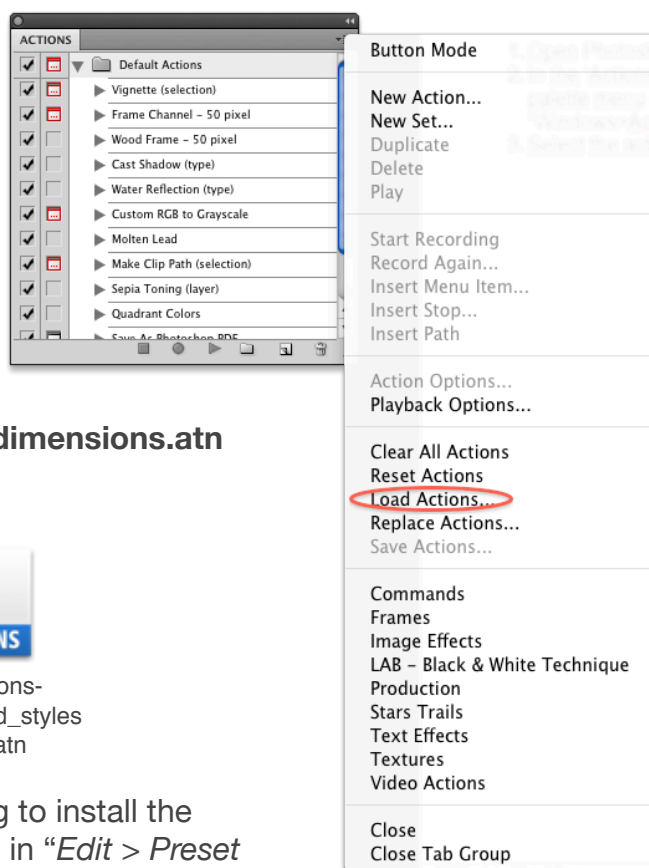 ACTIONS
Default Actions
Vignette (selection)
Frame Channel – 50 pixel
Wood Frame – 50 pixel
Cast Shadow (type)
Water Reflection (type)
Custom RGB to Grayscale
Molten Lead
Make Clip Path (selection)
Sepia Toning (layer)
Quadrant Colors
Save As Photoshop PDF
Button Mode
New Action...
New Set...
Duplicate
Delete
Play
Start Recording
Record Again...
Insert Menu Item...
Insert Stop...
Insert Path
Action Options...
Playback Options...
Clear All Actions
Reset Actions
Load Actions...
Replace Actions...
Save Actions...
Commands
Frames
Image Effects
LAB – Black & White Technique
Production
Stars Trails
Text Effects
Textures
Video Actions
Close
Close Tab Group
dimensions.atn
NS
ons-
d_styles
atn
g to install the
in “Edit > Preset